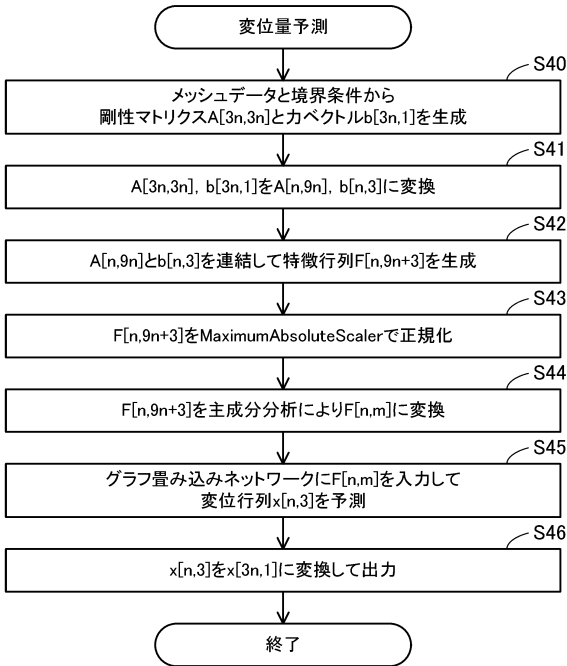 変位量予測
S40
メッシュデータと境界条件から
剛性マトリクスA[3n,3n]と力ベクトルb[3n,1]を生成
S41
A[3n,3n], b[3n,1]をA[n,9n], b[n,3]に変換
S42
A[n,9n]とb[n,3]を連結して特徴行列F[n,9n+3]を生成
S43
F[n,9n+3]をMaximumAbsoluteScalerで正規化
S44
F[n,9n+3]を主成分分析によりF[n,m]に変換
S45
グラフ畳み込みネットワークにF[n,m]を入力して
変位行列x[n,3]を予測
S46
x[n,3]をx[3n,1]に変換して出力
終了